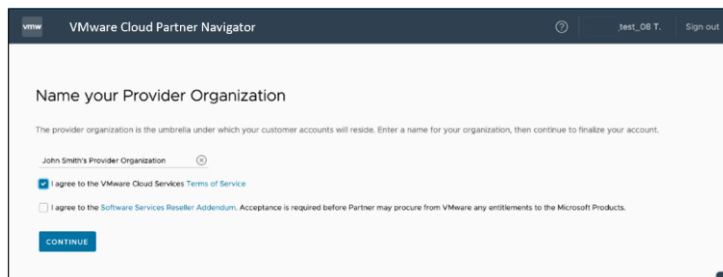 vmw VMware Cloud Partner Navigator _test_08 T. Sign out
Name your Provider Organization
The provider organization is the umbrella under which your customer accounts will reside. Enter a name for your organization, then continue to finalize your account.
John Smith's Provider Organization
I agree to the VMware Cloud Services Terms of Service
I agree to the Software Services Reseller Addendum. Acceptance is required before Partner may procure from VMware any entitlements to the Microsoft Products.
CONTINUE